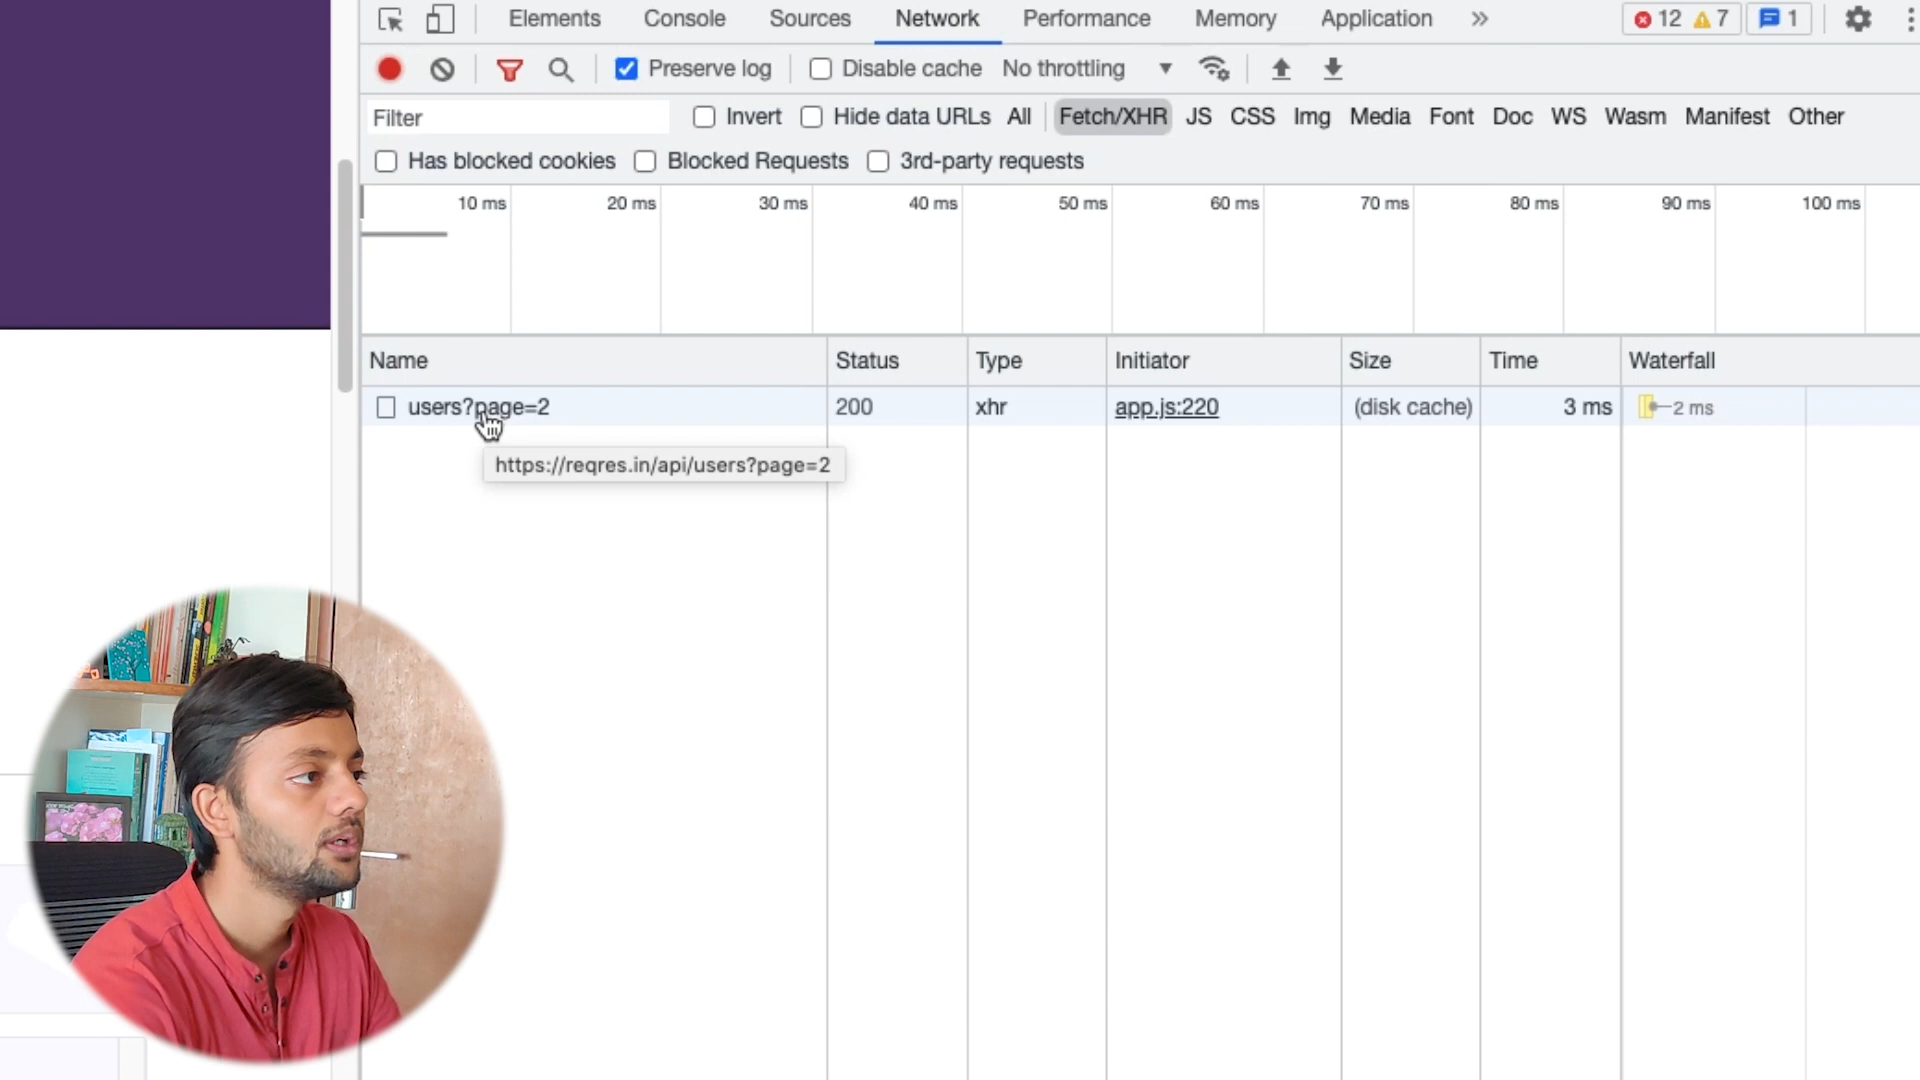 Elements Console Sources Network Performance Memory Application » 12 7 1
Preserve log Disable cache No throttling
Filter Invert Hide data URLs All Fetch/XHR JS CSS Img Media Font Doc WS Wasm Manifest Other
Has blocked cookies Blocked Requests 3rd-party requests
10 ms 20 ms 30 ms 40 ms 50 ms 60 ms 70 ms 80 ms 90 ms 100 ms
Name Status Type Initiator Size Time Waterfall
users?page=2 200 xhr app.js:220 (disk cache) 3 ms 2 ms
https://reqres.in/api/users?page=2